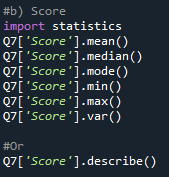 #b) Score
import statistics
Q7['Score'].mean()
Q7['Score'].median()
Q7['Score'].mode()
Q7['Score'].min()
Q7['Score'].max()
Q7['Score'].var()
#Or
Q7['Score'].describe()